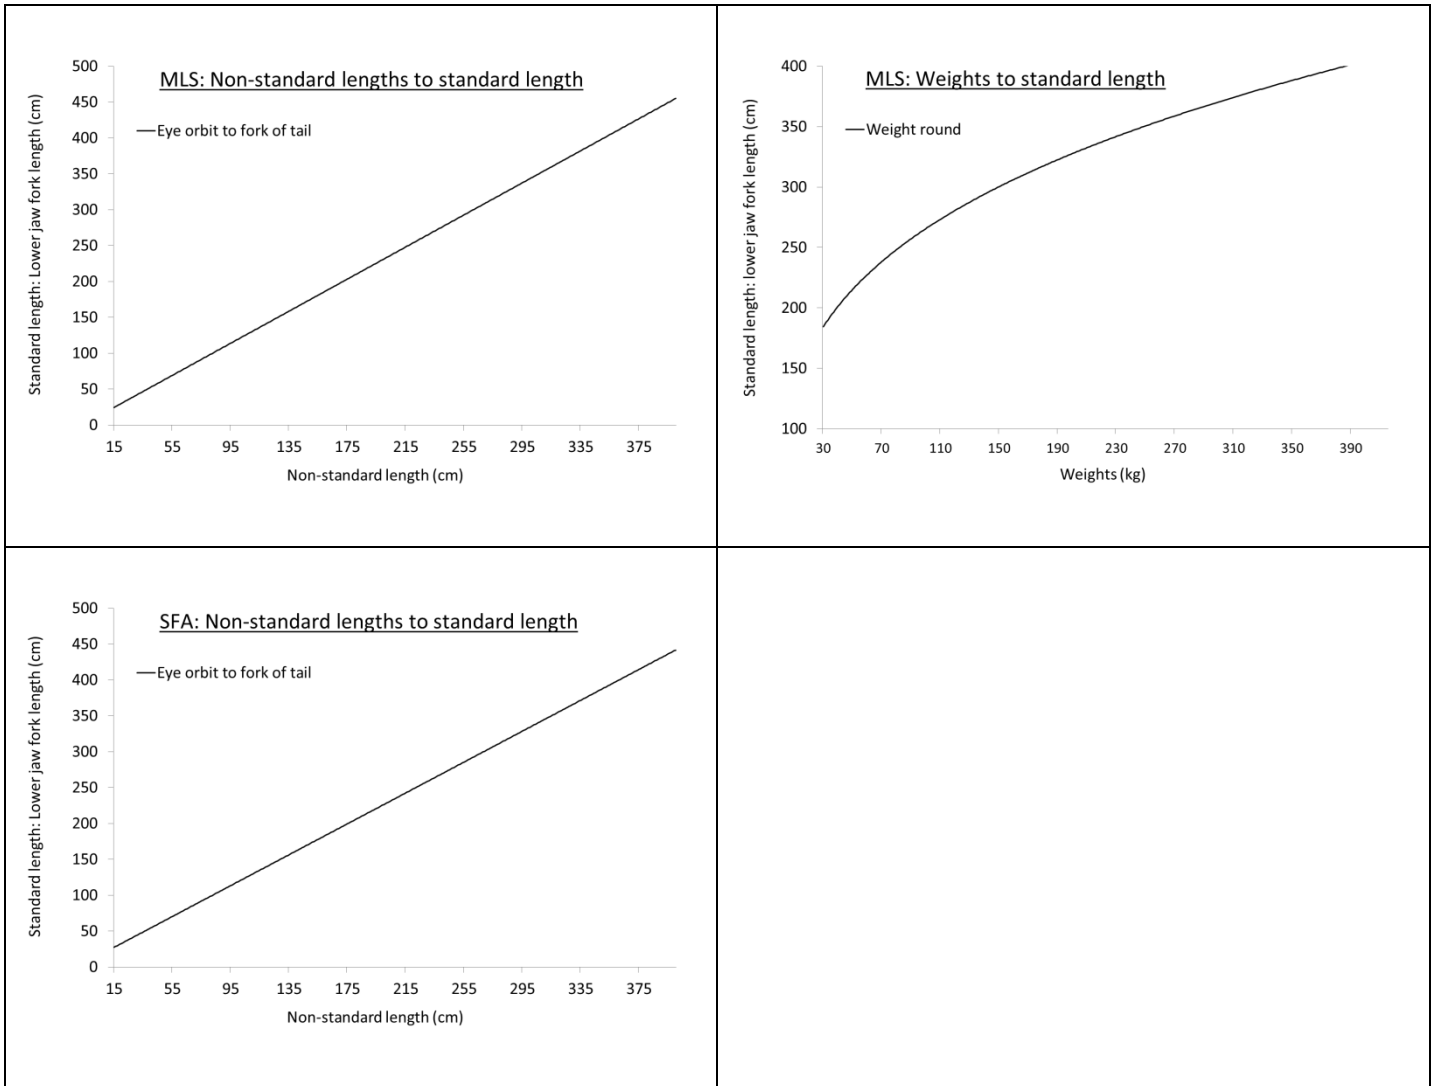 MLS: Non-standard lengths to standard length
Eye orbit to fork of tail
Standard length: Lower jaw fork length (cm)
500
450
400
350
300
250
200
150
100
50
0
15 55 95 135 175 215 255 295 335 375
Non-standard length (cm)
MLS: Weights to standard length
Weight round
Standard length: lower jaw fork length (cm)
400
350
300
250
200
150
100
30 70 110 150 190 230 270 310 350 390
Weights (kg)
SFA: Non-standard lengths to standard length
Eye orbit to fork of tail
Standard length: Lower jaw fork length (cm)
500
450
400
350
300
250
200
150
100
50
0
15 55 95 135 175 215 255 295 335 375
Non-standard length (cm)